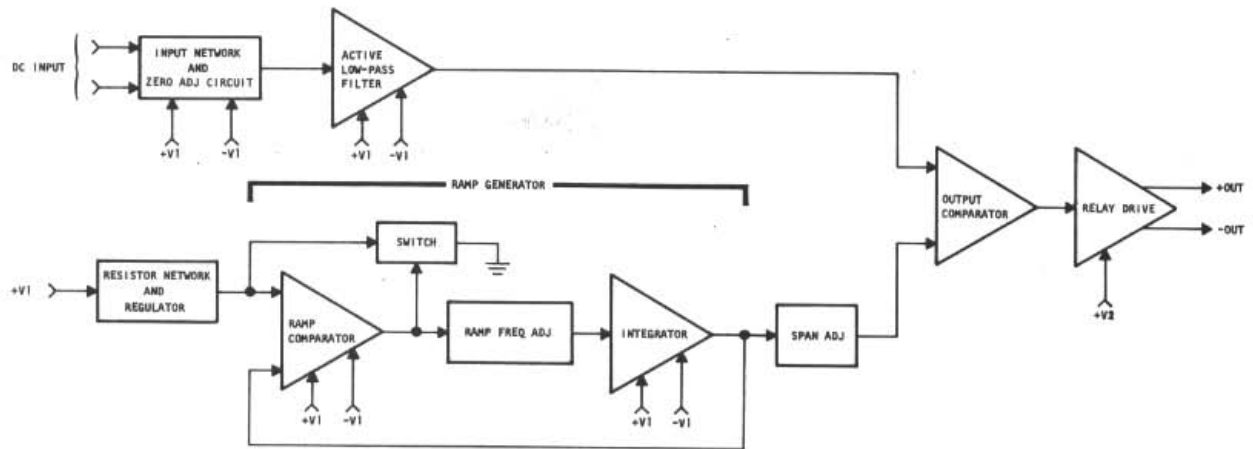 DC INPUT
INPUT NETWORK
AND
ZERO ADJ CIRCUIT
+V1
-V1
ACTIVE
LOW-PASS
FILTER
+V1
-V1
RAMP GENERATOR
OUTPUT
COMPARATOR
RELAY DRIVE
+OUT
-OUT
+V2
+V1
RESISTOR NETWORK
AND
REGULATOR
SWITCH
RAMP
COMPARATOR
+V1
-V1
RAMP FREQ ADJ
INTEGRATOR
+V1
-V1
SPAN ADJ